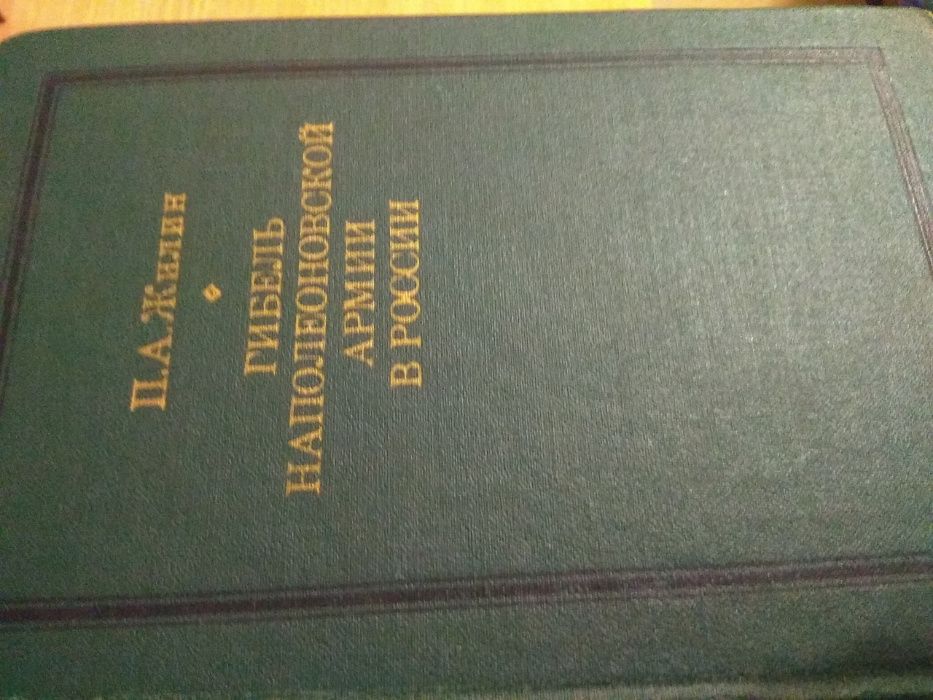 П.А.Жилин
ГИБЕЛЬ
НАПОЛЕОНОВСКОЙ
АРМИИ
В РОССИИ